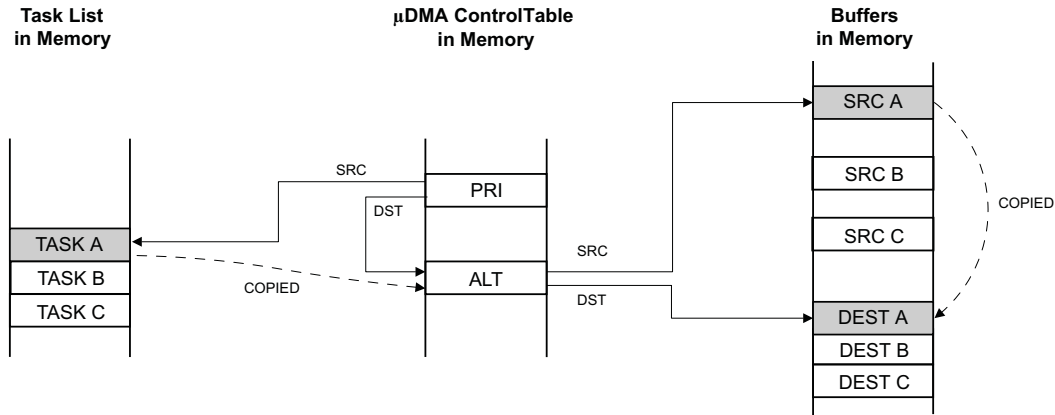 Task List
in Memory
µDMA ControlTable
in Memory
Buffers
in Memory
SRC A
SRC
PRI
SRC B
DST
COPIED
SRC C
TASK A
SRC
TASK B
COPIED
ALT
DST
TASK C
DEST A
DEST B
DEST C